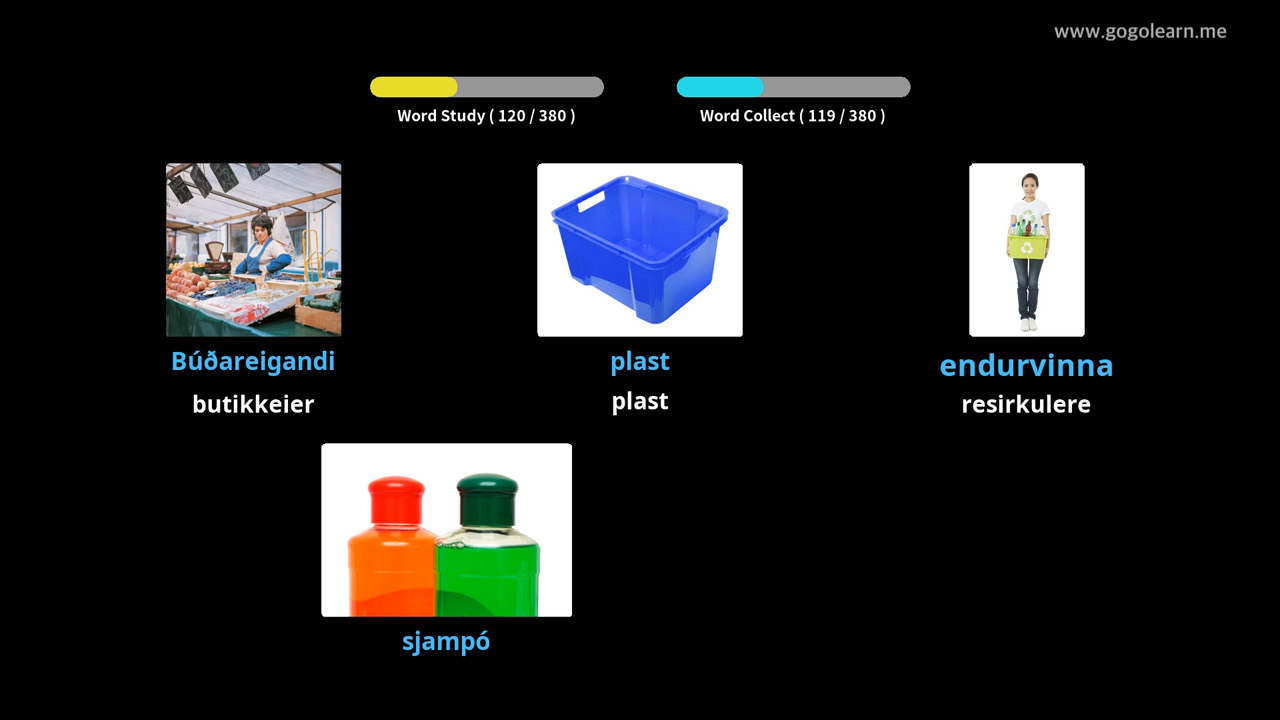 www.gogolearn.me
Word Study ( 120 / 380 )
Word Collect ( 119 / 380 )
Búðareigandi
plast
endurvinna
butikkeier
plast
resirkulere
sjampó